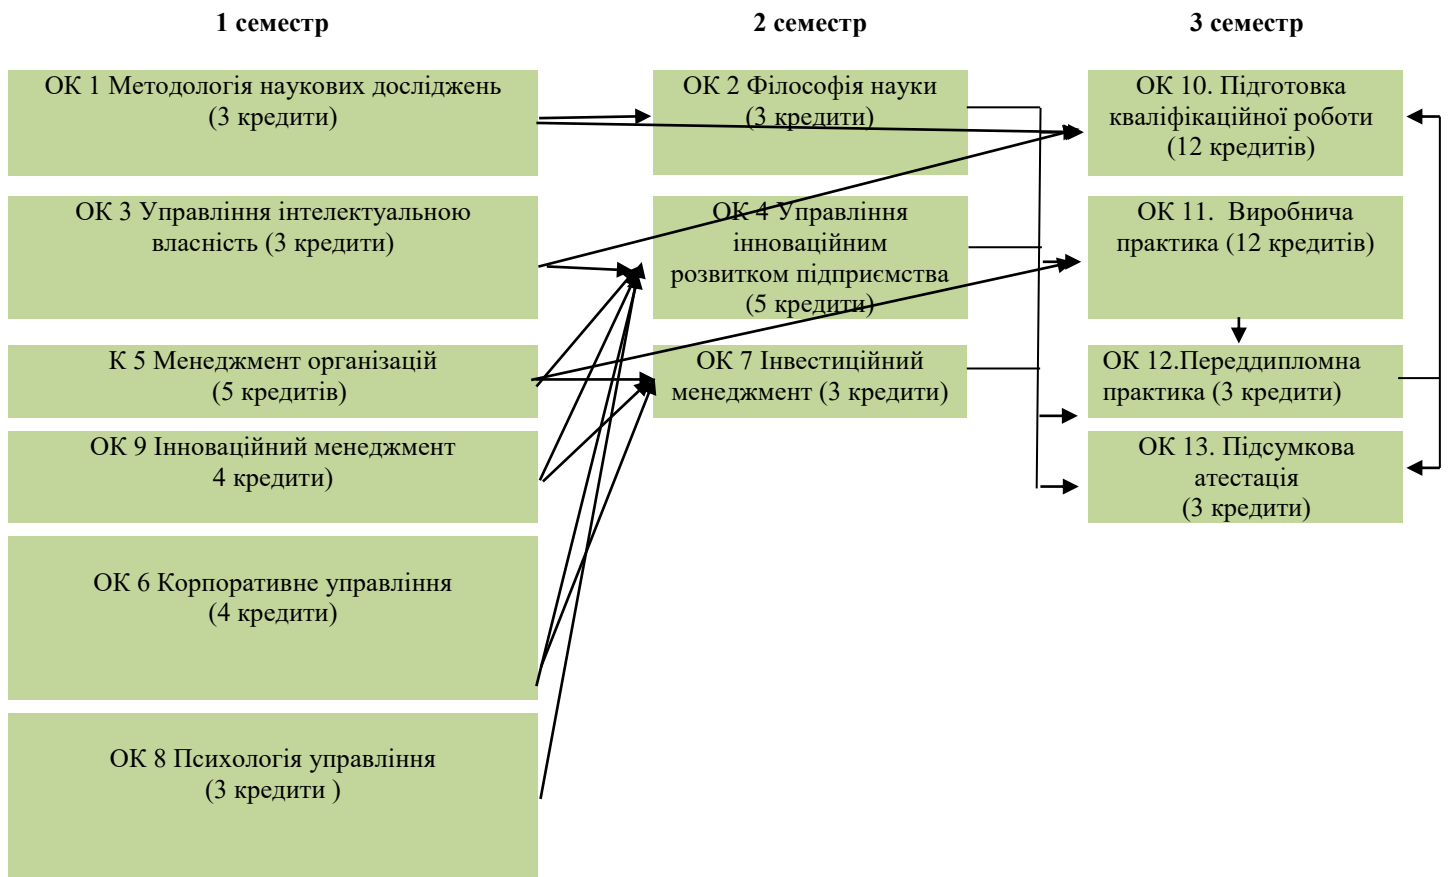 1 семестр
2 семестр
3 семестр
ОК 1 Методологія наукових досліджень
(3 кредити)
ОК 2 Філософія науки
(3 кредити)
ОК 10. Підготовка
кваліфікаційної роботи
(12 кредитів)
ОК 3 Управління інтелектуальною
власність (3 кредити)
ОК 4 Управління
інноваційним
розвитком підприємства
(5 кредити)
ОК 11. Виробнича
практика (12 кредитів)
К 5 Менеджмент організацій
(5 кредитів)
ОК 7 Інвестиційний
менеджмент (3 кредити)
ОК 12.Переддипломна
практика (3 кредити)
ОК 9 Інноваційний менеджмент
4 кредити)
ОК 13. Підсумкова
атестація
(3 кредити)
ОК 6 Корпоративне управління
(4 кредити)
ОК 8 Психологія управління
(3 кредити )